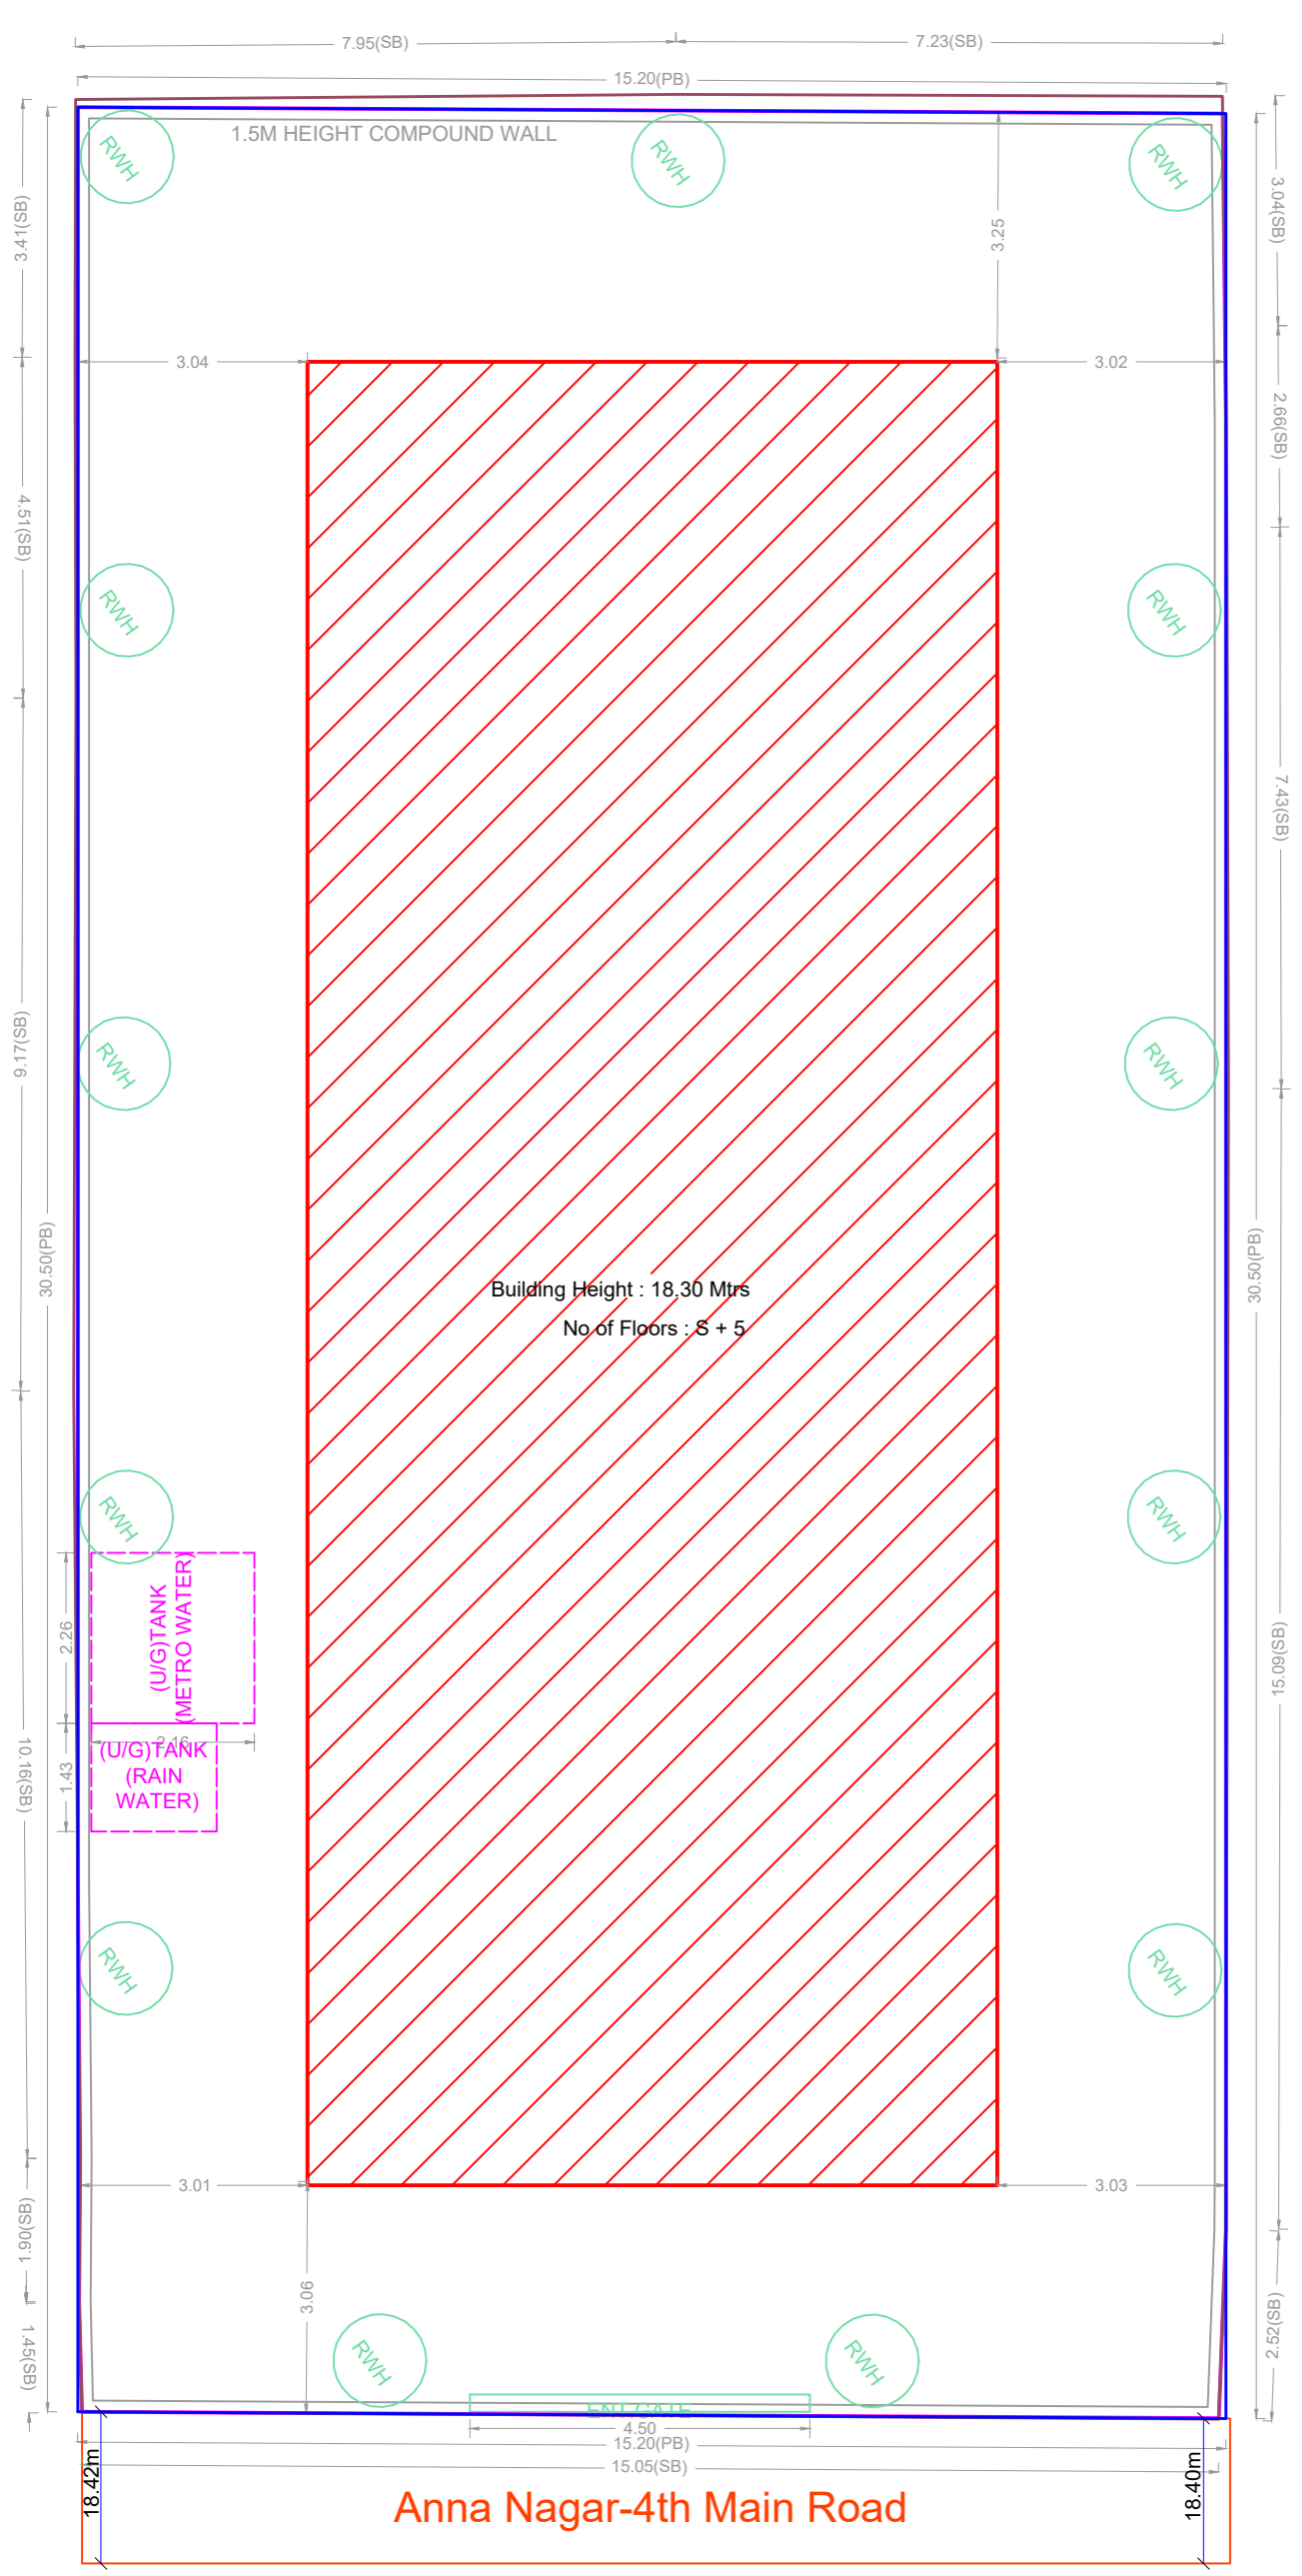 7.95(SB)
7.23(SB)
15.20(PB)
1.5M HEIGHT COMPOUND WALL
RWH
RWH
RWH
3.41(SB)
3.04(SB)
3.25
3.04
3.02
2.66(SB)
4.51(SB)
RWH
RWH
7.43(SB)
9.17(SB)
RWH
RWH
30.50(PB)
30.50(PB)
Building Height : 18.30 Mtrs
No of Floors : S + 5
RWH
RWH
2.26
(U/G)TANK
(METRO WATER)
15.09(SB)
2.16
(U/G)TANK
(RAIN
WATER)
1.43
10.16(SB)
RWH
RWH
3.01
3.03
1.90(SB)
3.06
2.52(SB)
1.45(SB)
RWH
RWH
ENT.GATE
4.50
15.20(PB)
15.05(SB)
18.42m
18.40m
Anna Nagar-4th Main Road